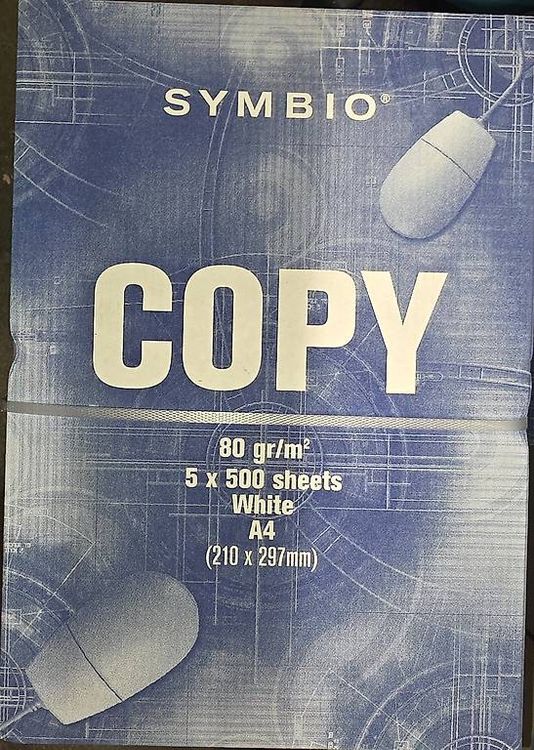 SYMBIO®
COPY
80 gr/m²
5 x 500 sheets
White
A4
(210 x 297mm)